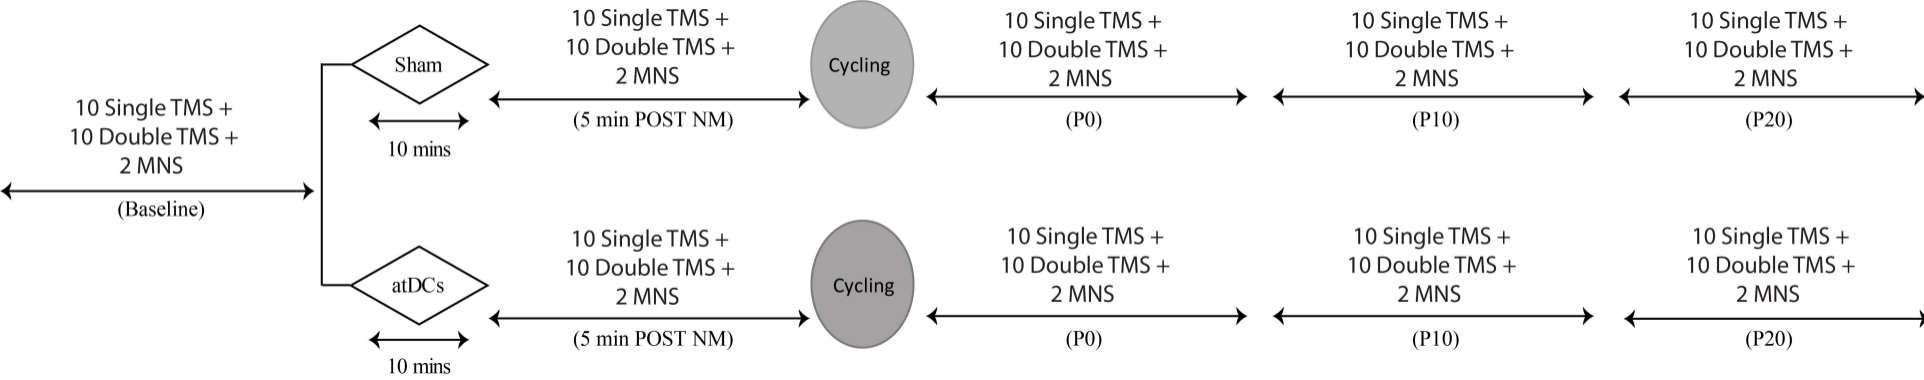 10 Single TMS +
10 Double TMS +
2 MNS
(Baseline)
Sham
10 mins
10 Single TMS +
10 Double TMS +
2 MNS
(5 min POST NM)
Cycling
10 Single TMS +
10 Double TMS +
2 MNS
(P0)
10 Single TMS +
10 Double TMS +
2 MNS
(P10)
10 Single TMS +
10 Double TMS +
2 MNS
(P20)
atDCs
10 mins
10 Single TMS +
10 Double TMS +
2 MNS
(5 min POST NM)
Cycling
10 Single TMS +
10 Double TMS +
2 MNS
(P0)
10 Single TMS +
10 Double TMS +
2 MNS
(P10)
10 Single TMS +
10 Double TMS +
2 MNS
(P20)